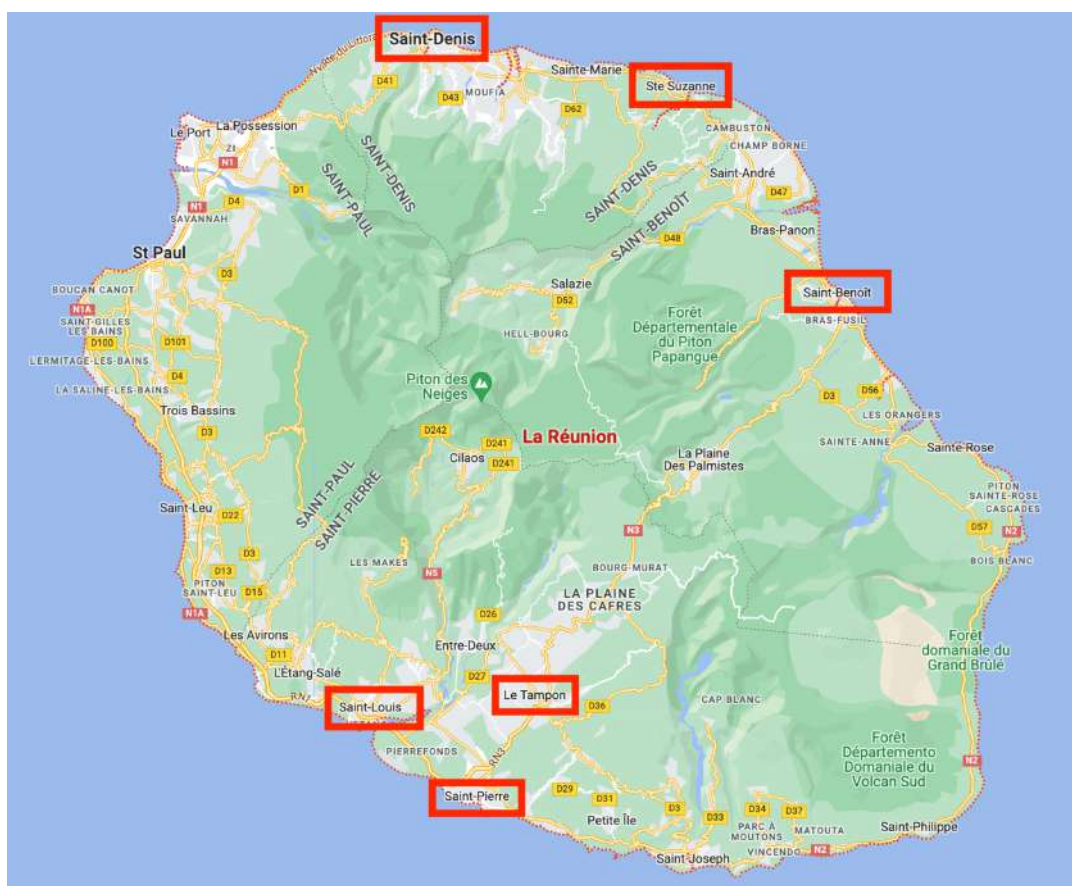 Saint-Denis
N route du Littoral
D41
Sainte-Marie
Ste Suzanne
D43
MOUFIA
D62
Le Port
La Possession
ZI
N1
CAMBUSTON
CHAMP BORNE
SAINT-DENIS
SAINT-PAUL
SAINT-DENIS
SAINT-BENOÎT
Saint-André
D47
D1
D4
N1
SAVANNAH
Bras-Panon
D48
St Paul
D3
BOUCAN CANOT
N1A
SAINT-GILLES
LES BAINS
D100
D101
LERMITAGE-LES-BAINS
D4
LA SALINE-LES-BAINS
Trois Bassins
D3
Salazie
D52
HELL-BOURG
Saint-Benoît
BRAS-FUSIL
Forêt
Départementale
du Piton
Papangue
Piton des
Neiges
D3
D56
LES ORANGERS
SAINTE-ANNE
Sainte-Rose
La Réunion
D242
D241
Cilaos
D241
La Plaine
Des Palmistes
SAINT-PAUL
SAINT-PIERRE
PITON
SAINTE-ROSE
CASCADES
D57
N2
BOIS BLANC
Saint-Leu
D22
D3
D13
PITON
SAINT-LEU
D15
N1A
LES MAKES
N5
N3
BOURG-MURAT
LA PLAINE
DES CAFRES
D26
Les Avirons
D11
L'Étang-Salé
RN1
Entre-Deux
D27
Forêt
domaniale du
Grand Brûlé
Saint-Louis
Le Tampon
D36
CAP BLANC
PIERREFONDS
RN3
Forêt
Départemento
Domaniale du
Volcan Sud
N2
Saint-Pierre
D29
D31
D3
D33
D34
D37
Petite Île
PARC À
MOUTONS
MATOUTA
Saint-Philippe
VINCENDO
N2
Saint-Joseph